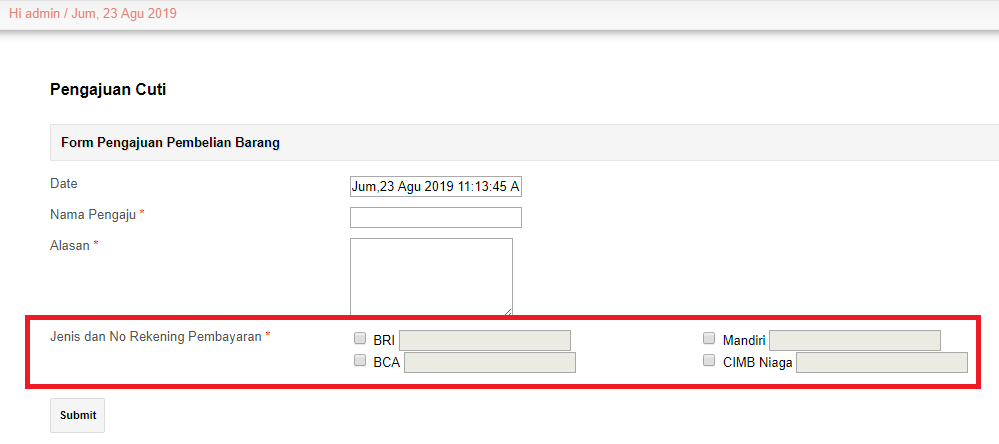 Hi admin / Jum, 23 Agu 2019
Pengajuan Cuti
Form Pengajuan Pembelian Barang
Date Jum,23 Agu 2019 11:13:45 A
Nama Pengaju *
Alasan *
Jenis dan No Rekening Pembayaran * BRI Mandiri
BCA CIMB Niaga
Submit